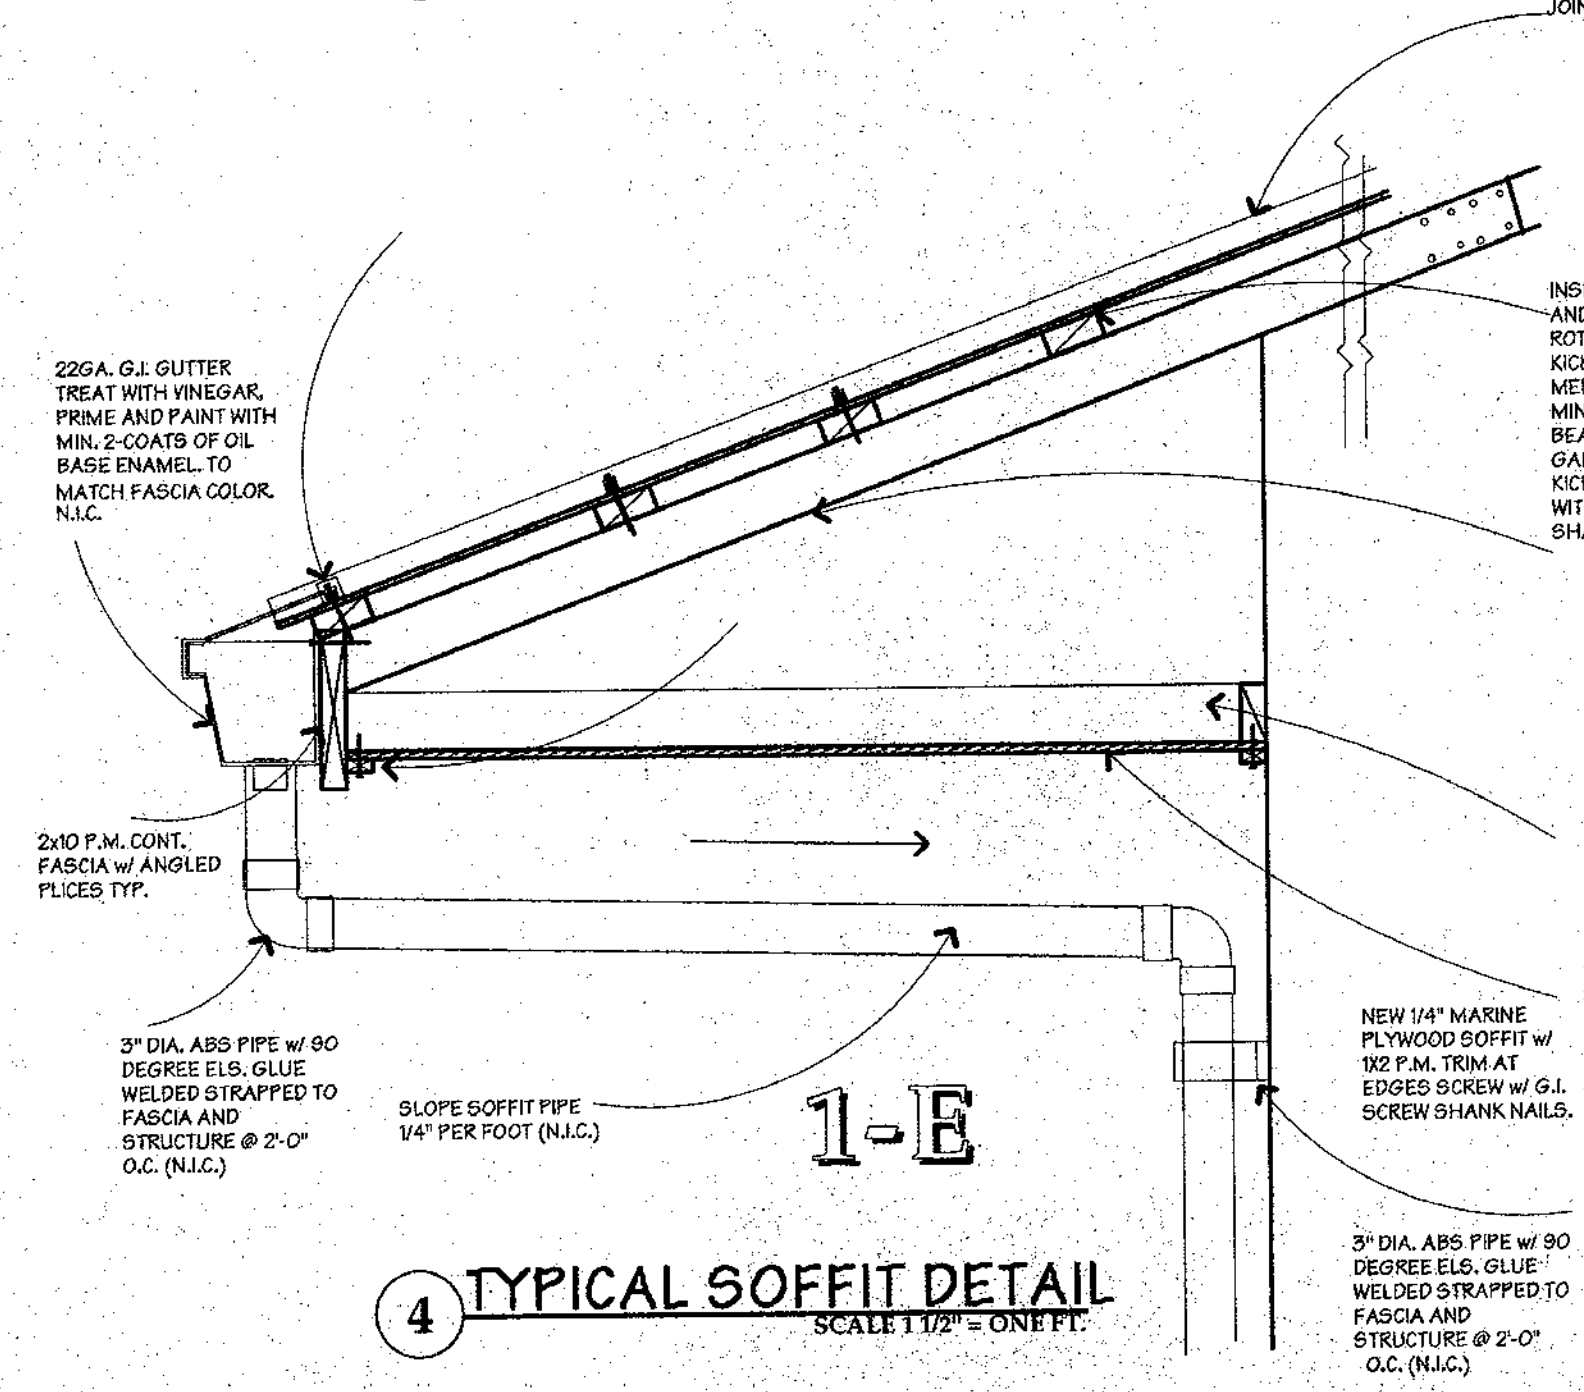 JOIN
22GA. G.I. GUTTER
TREAT WITH VINEGAR,
PRIME AND PAINT WITH
MIN. 2-COATS OF OIL
BASE ENAMEL. TO
MATCH FASCIA COLOR.
N.I.C.
INS
AND
ROT
KIC
MEI
MIN
BEA
GA
KIC
WIT
SHA
2x10 P.M. CONT.
FASCIA w/ ANGLED
PLICES TYP.
3" DIA. ABS PIPE w/ 90
DEGREE ELS. GLUE
WELDED STRAPPED TO
FASCIA AND
STRUCTURE @ 2'-0"
O.C. (N.I.C.)
SLOPE SOFFIT PIPE
1/4" PER FOOT (N.I.C.)
1-E
NEW 1/4" MARINE
PLYWOOD SOFFIT w/
1X2 P.M. TRIM AT
EDGES SCREW w/ G.I.
SCREW SHANK NAILS.
3" DIA. ABS PIPE w/ 90
DEGREE ELS. GLUE
WELDED STRAPPED TO
FASCIA AND
STRUCTURE @ 2'-0"
O.C. (N.I.C.)
4 TYPICAL SOFFIT DETAIL
SCALE 1 1/2" = ONE FT.